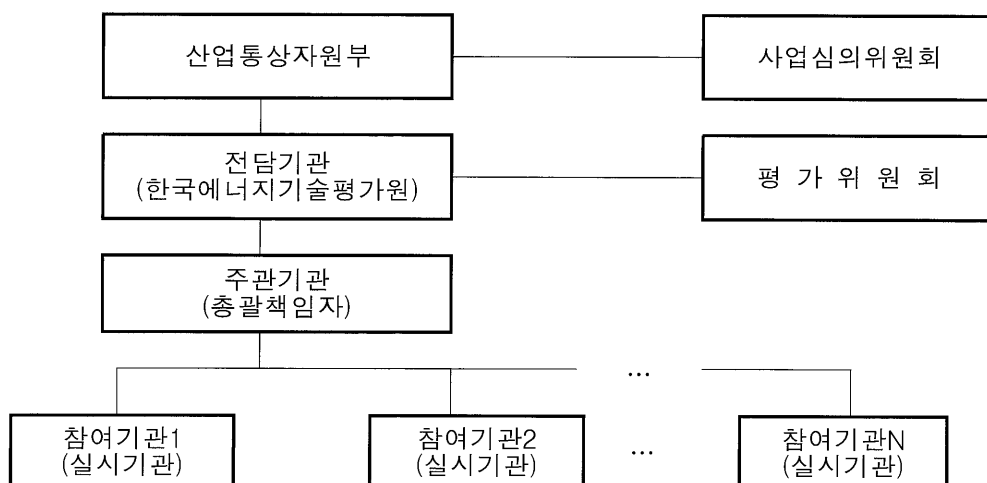 산업통상자원부
사업심의위원회
전담기관
(한국에너지기술평가원)
평 가 위 원 회
주관기관
(총괄책임자)
...
참여기관1
(실시기관)
참여기관2
(실시기관)
...
참여기관N
(실시기관)